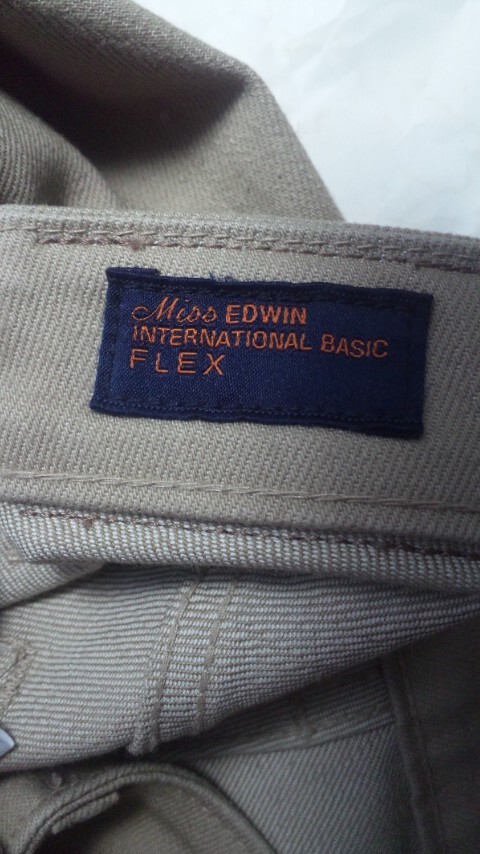 Miss EDWIN
INTERNATIONAL BASIC
FLEX